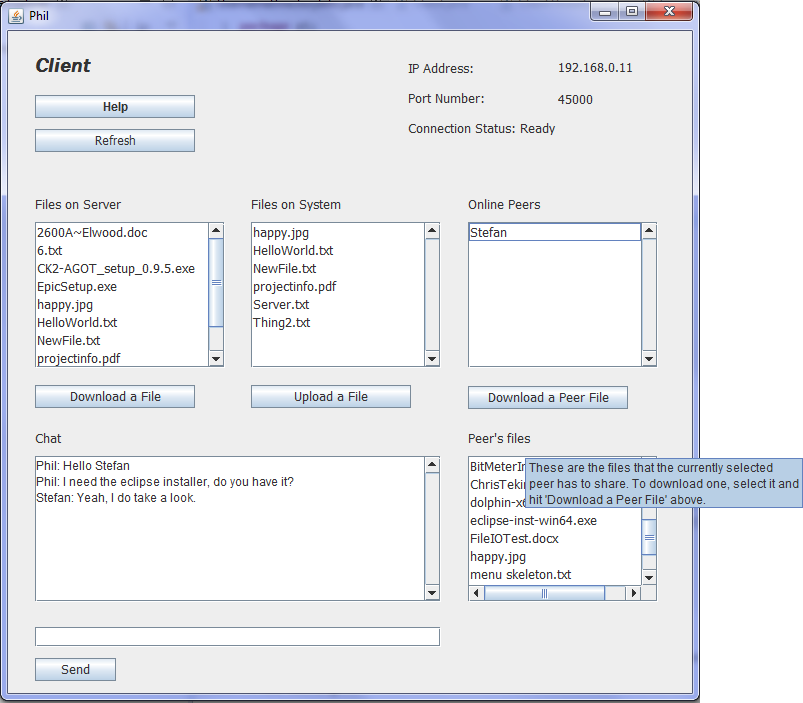 Phil
Client
IP Address: 192.168.0.11
Help
Port Number: 45000
Refresh
Connection Status: Ready
Files on Server
2600A~Elwood.doc
6.txt
CK2-AGOT_setup_0.9.5.exe
EpicSetup.exe
happy.jpg
HelloWorld.txt
NewFile.txt
projectinfo.pdf
Download a File
Files on System
happy.jpg
HelloWorld.txt
NewFile.txt
projectinfo.pdf
Server.txt
Thing2.txt
Upload a File
Online Peers
Stefan
Download a Peer File
Chat
Phil: Hello Stefan
Phil: I need the eclipse installer, do you have it?
Stefan: Yeah, I do take a look.
Peer's files
These are the files that the currently selected
peer has to share. To download one, select it and
hit 'Download a Peer File' above.
eclipse-inst-win64.exe
FileIOTest.docx
happy.jpg
menu skeleton.txt
Send